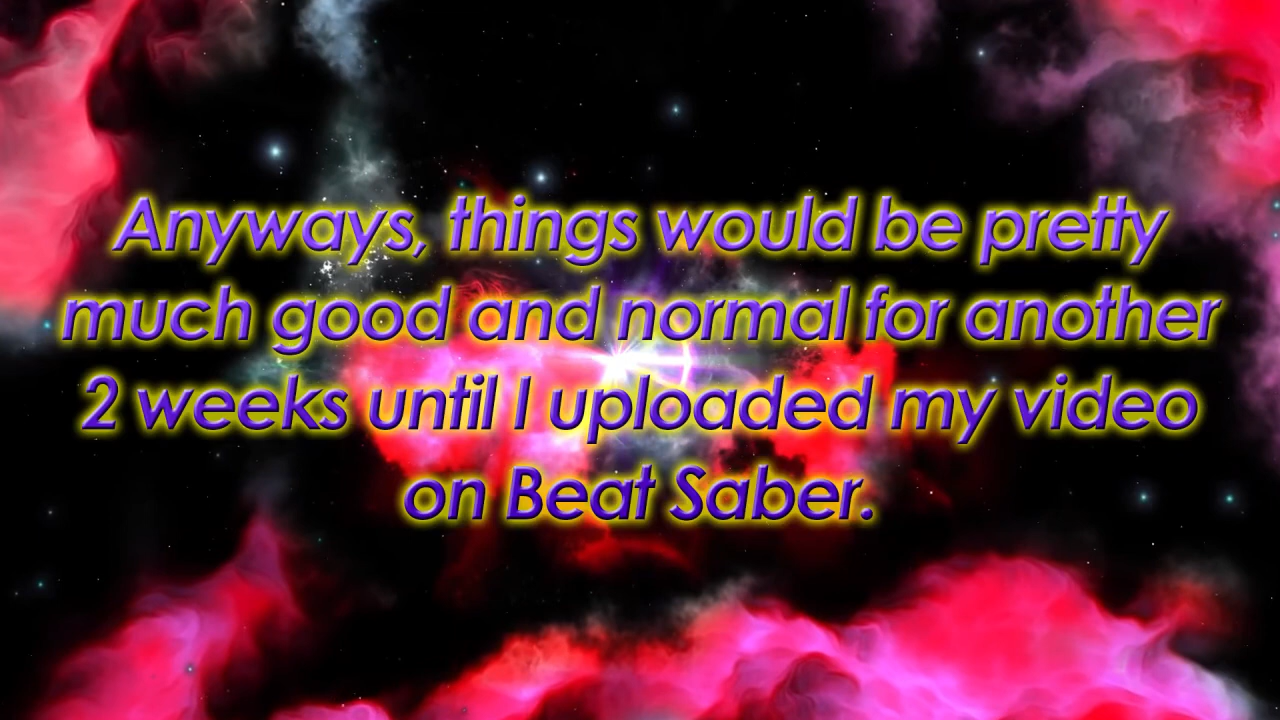 Anyways, things would be pretty
much good and normal for another
2 weeks until I uploaded my video
on Beat Saber.